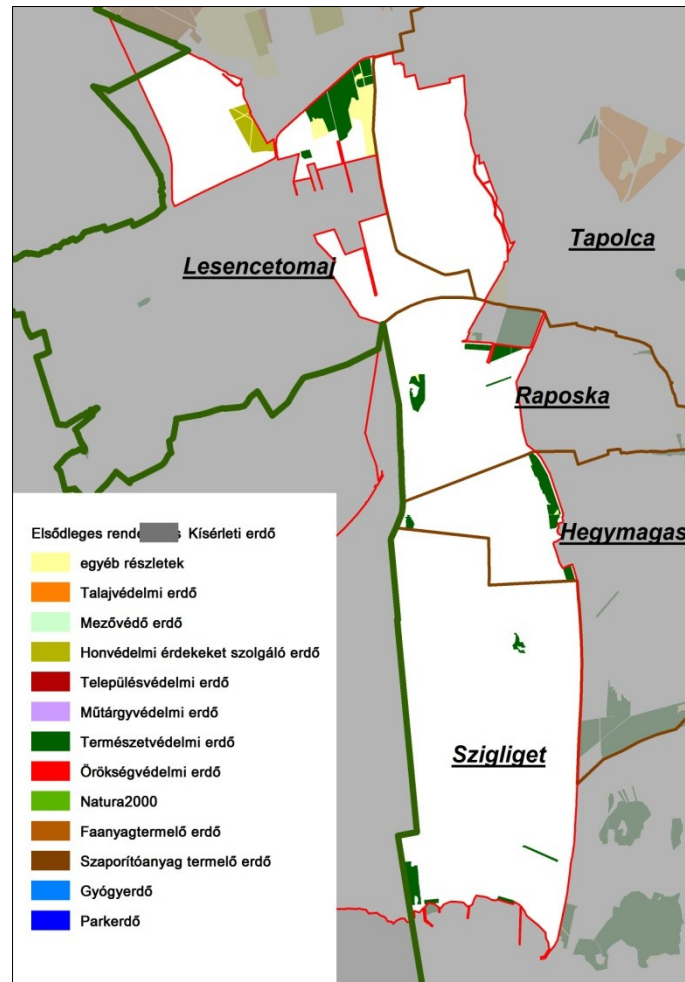 Lesencetomaj
Tapolca
Raposka
Hegymagas
Szigliget
Elsődleges rende s Kísérleti erdő
egyéb részletek
Talajvédelmi erdő
Mezővédő erdő
Honvédelmi érdekeket szolgáló erdő
Településvédelmi erdő
Műtárgyvédelmi erdő
Természetvédelmi erdő
Örökségvédelmi erdő
Natura2000
Faanyagtermelő erdő
Szaporítóanyag termelő erdő
Gyógyerdő
Parkerdő